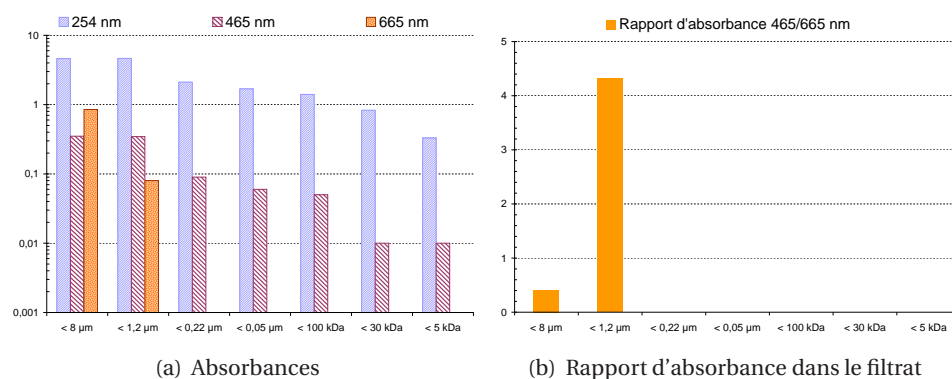 254 nm 465 nm 665 nm
10
1
0,1
0,01
0,001
< 8 µm < 1,2 µm < 0,22 µm < 0,05 µm < 100 kDa < 30 kDa < 5 kDa
(a) Absorbances
Rapport d'absorbance 465/665 nm
5
4
3
2
1
0
< 8 µm < 1,2 µm < 0,22 µm < 0,05 µm < 100 kDa < 30 kDa < 5 kDa
(b) Rapport d'absorbance dans le filtrat